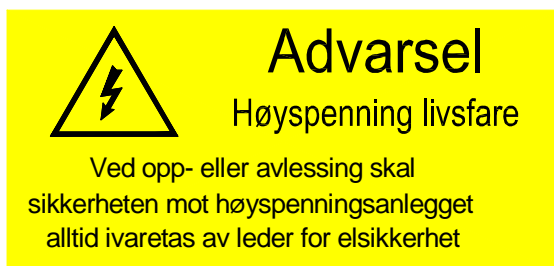 Advarsel
Høyspenning livsfare
Ved opp- eller avlessing skal
sikkerheten mot høyspenningsanlegget
alltid ivaretas av leder for elsikkerhet